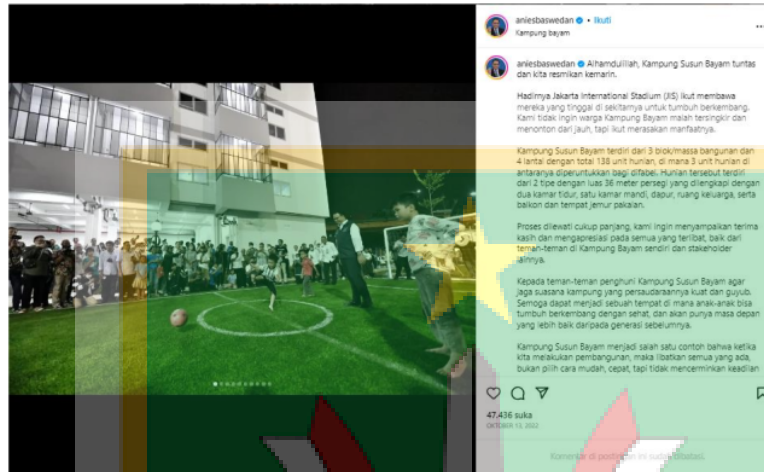 aniesbaswedan • Ikuti
Kampung bayam
aniesbaswedan Alhamdulillah, Kampung Susun Bayam tuntas
dan kita resmikan kemarin.
Hadirnya Jakarta International Stadium (JIS) ikut membawa
mereka yang tinggal di sekitarnya untuk tumbuh berkembang.
Kami tidak ingin warga Kampung Bayam malah tersingkir dan
menonton dari jauh, tapi ikut merasakan manfaatnya.
Kampung Susun Bayam terdiri dari 3 blok/massa bangunan dan
4 lantai dengan total 138 unit hunian, di mana 3 unit hunian di
antaranya diperuntukkan bagi difabel. Hunian tersebut terdiri
dari 2 tipe dengan luas 36 meter persegi yang dilengkapi dengan
dua kamar tidur, satu kamar mandi, dapur, ruang keluarga, serta
balkon dan tempat jemur pakaian.
Proses dilewati cukup panjang, kami ingin menyampaikan terima
kasih dan mengapresiasi pada semua yang terlibat, baik dari
teman-teman di Kampung Bayam sendiri dan stakeholder
lainnya.
Kepada teman-teman penghuni Kampung Susun Bayam agar
jaga suasana kampung yang persaudaraannya kuat dan guyub.
Semoga dapat menjadi sebuah tempat di mana anak-anak bisa
tumbuh berkembang dengan sehat, dan akan punya masa depan
yang lebih baik daripada generasi sebelumnya.
Kampung Susun Bayam menjadi salah satu contoh bahwa ketika
kita melakukan pembangunan, maka libatkan semua yang ada,
bukan pilih cara mudah, cepat, tapi tidak mencerminkan keadilan
47.436 suka
OKTOBER 13, 2022
Komentar di postingan ini sudah dibatasi.